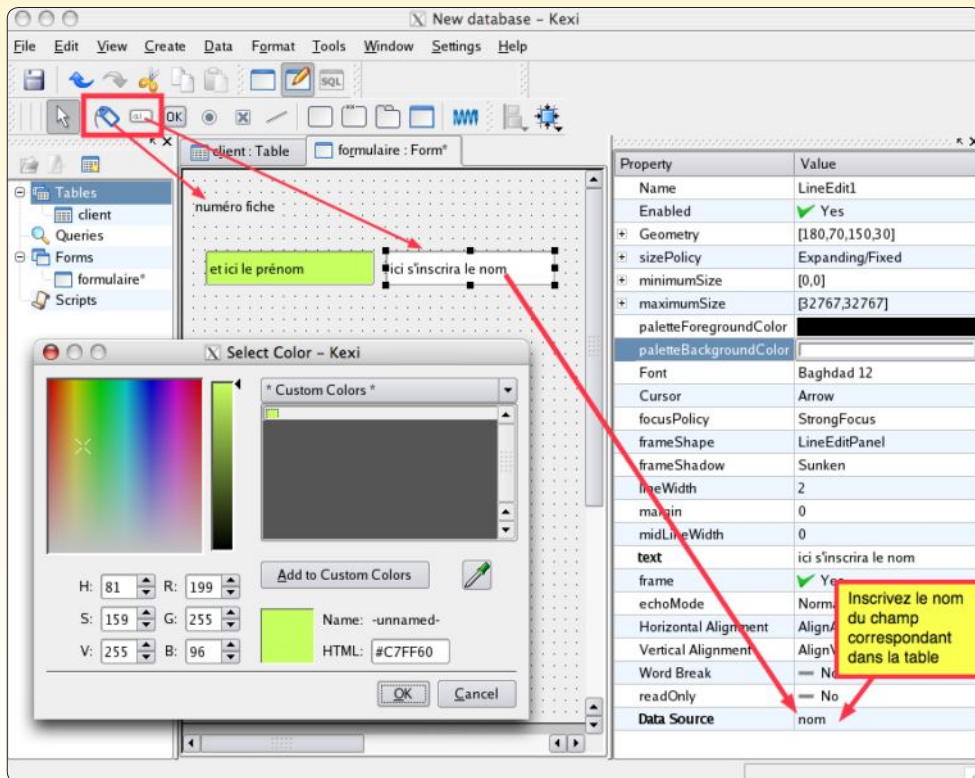 New database – Kexi
File Edit View Create Data Format Tools Window Settings Help
SQL
OK
client : Table
formulaire : Form*
Tables
client
Queries
Forms
formulaire*
Scripts
numéro fiche
et ici le prénom
ici s'inscrira le nom
Select Color – Kexi
* Custom Colors *
Add to Custom Colors
H: 81 R: 199
S: 159 G: 255
V: 255 B: 96
Name: -unnamed-
HTML: #C7FF60
OK Cancel
Property Value
Name LineEdit1
Enabled Yes
Geometry [180,70,150,30]
sizePolicy Expanding/Fixed
minimumSize [0,0]
maximumSize [32767,32767]
paletteForegroundColor
paletteBackgroundColor
Font Baghdad 12
Cursor Arrow
focusPolicy StrongFocus
frameShape LineEditPanel
frameShadow Sunken
lineWidth 2
margin 0
midLineWidth 0
text ici s'inscrira le nom
frame Yes
echoMode
Horizontal Alignment
Vertical Alignment
Word Break No
readOnly No
Data Source nom
Inscrivez le nom
du champ
correspondant
dans la table